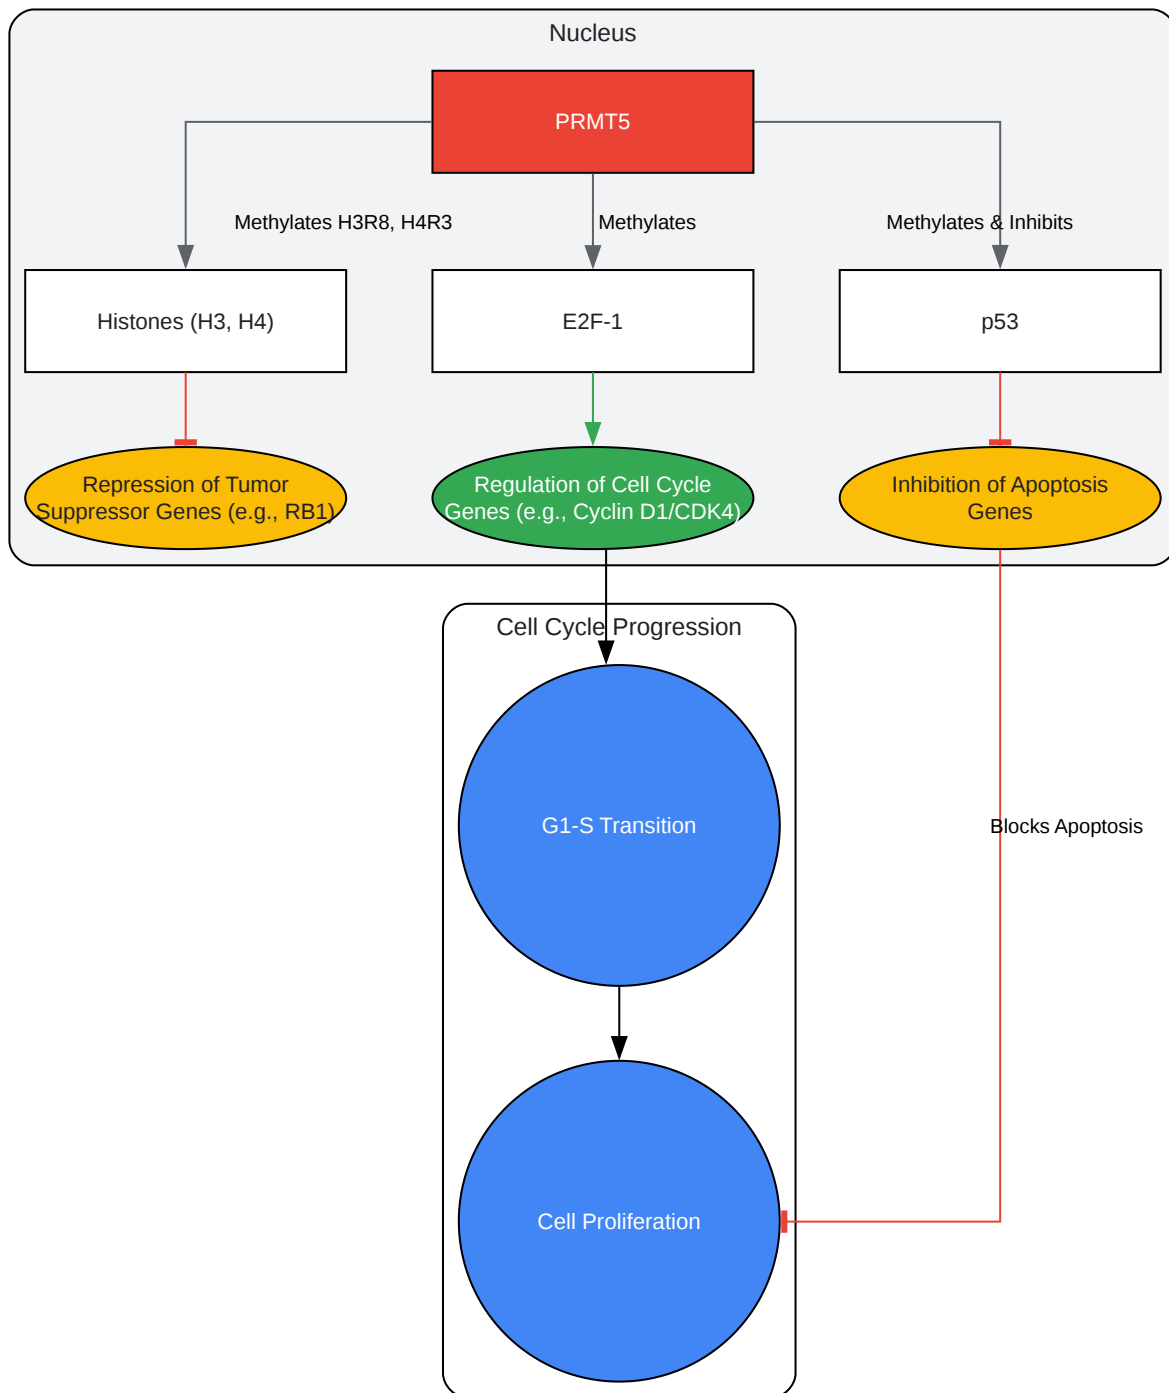 Nucleus
PRMT5
Methylates H3R8, H4R3
Methylates
Methylates & Inhibits
Histones (H3, H4)
E2F-1
p53
Repression of Tumor
Suppressor Genes (e.g., RB1)
Regulation of Cell Cycle
Genes (e.g., Cyclin D1/CDK4)
Inhibition of Apoptosis
Genes
Cell Cycle Progression
G1-S Transition
Blocks Apoptosis
Cell Proliferation